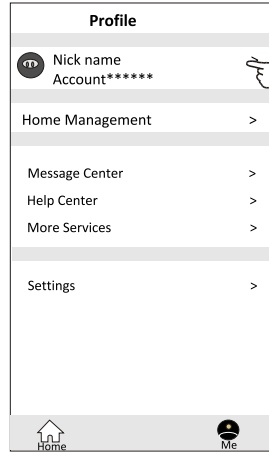 Profile
Nick name
Account******
Home Management >
Message Center >
Help Center >
More Services >
Settings >
Home
Me